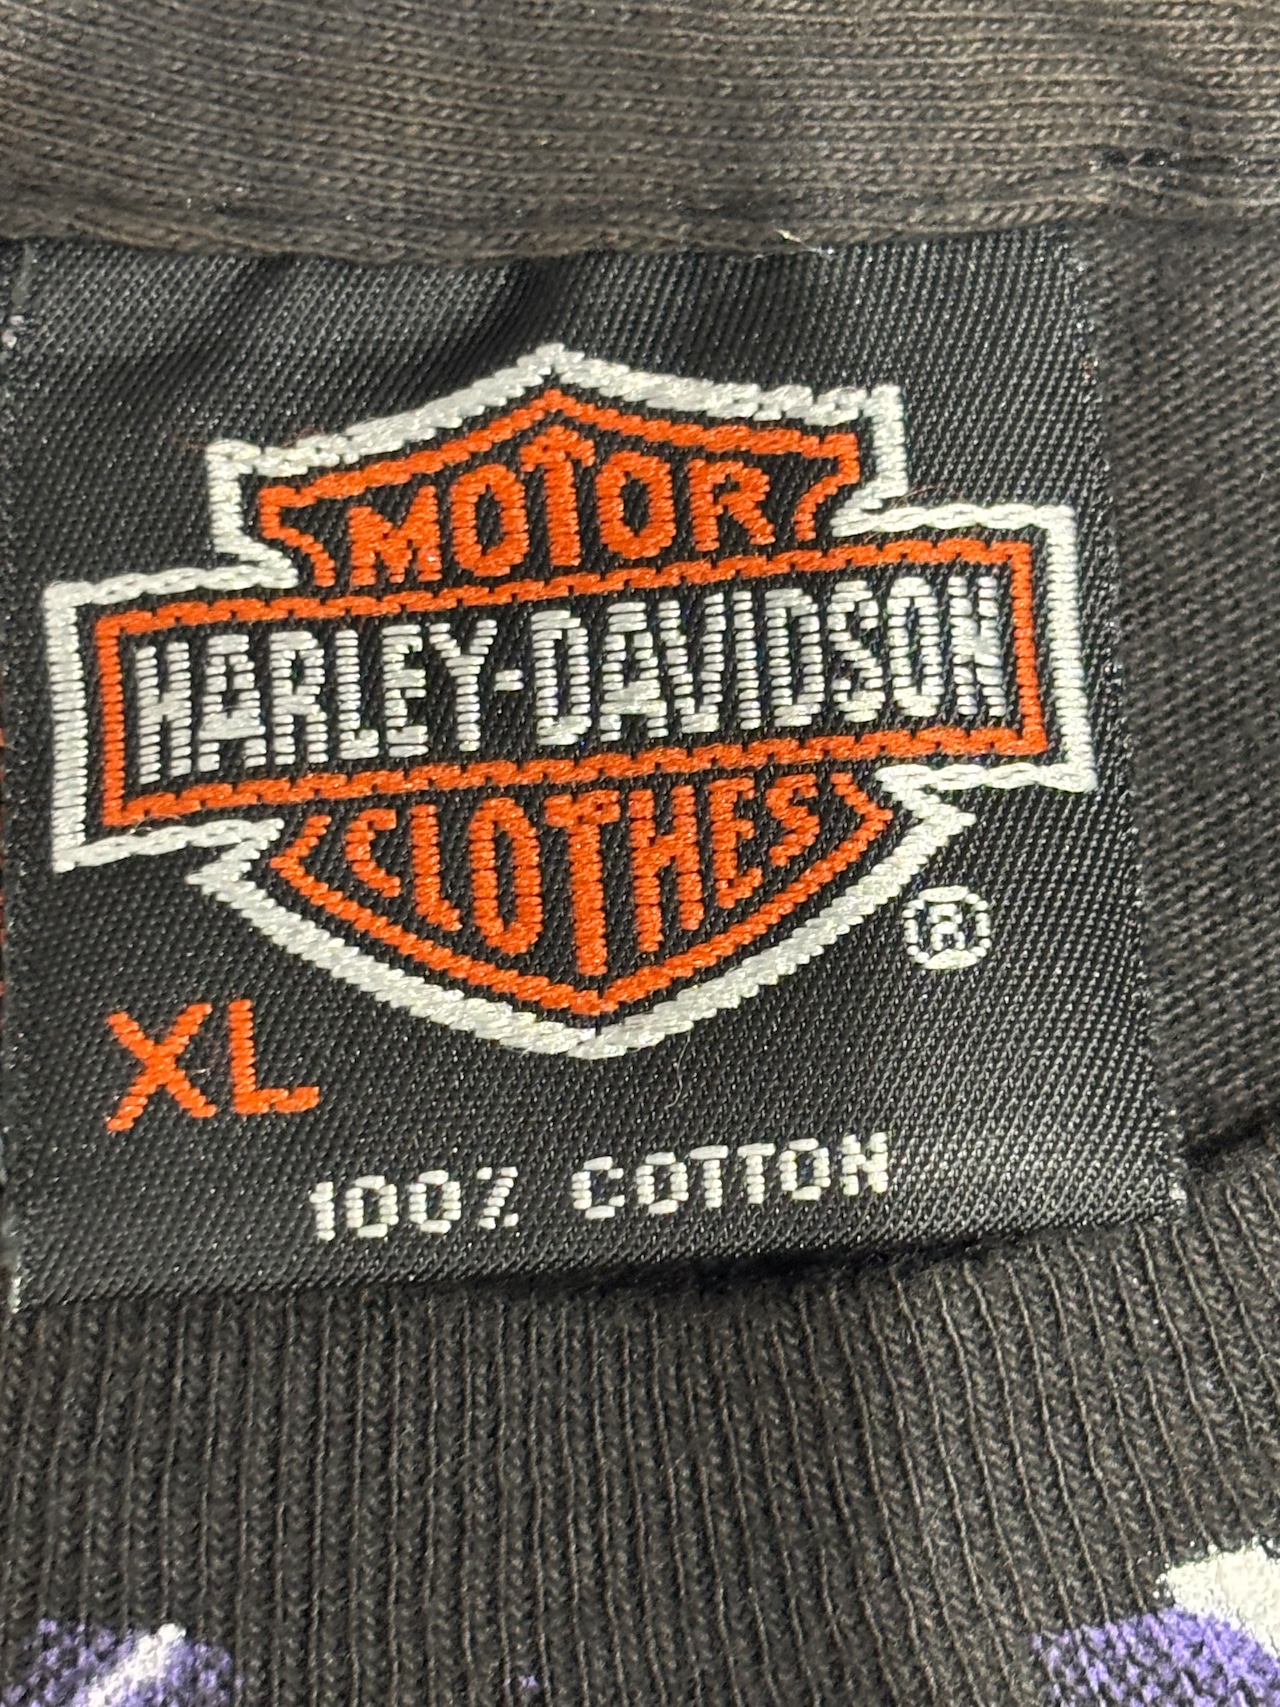 MOTOR
HARLEY-DAVIDSON
CLOTHES
®
XL
100% COTTON